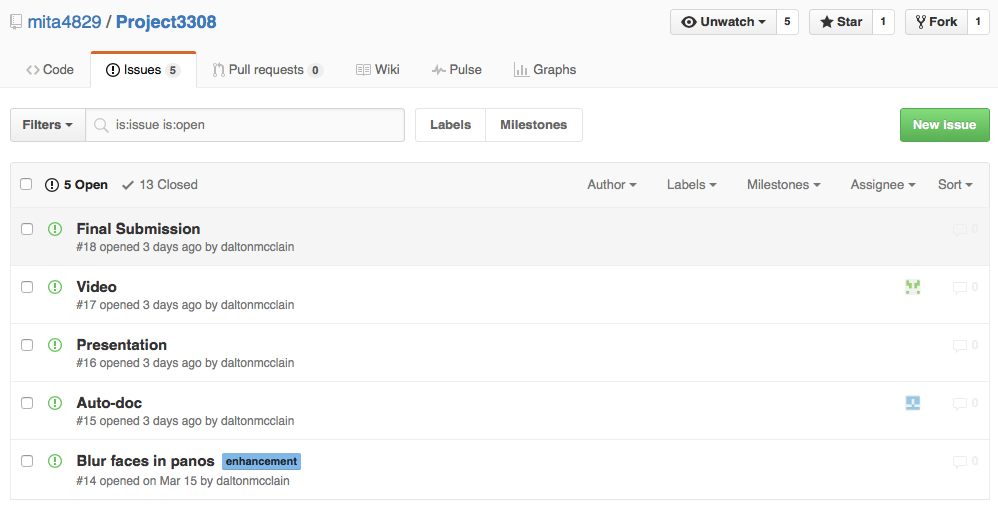 mita4829 / Project3308
Unwatch 5 Star 1 Fork 1
Code Issues 5 Pull requests 0 Wiki Pulse Graphs
Filters is:issue is:open Labels Milestones New issue
5 Open 13 Closed Author Labels Milestones Assignee Sort
Final Submission 0
#18 opened 3 days ago by daltonmcclain
Video 0
#17 opened 3 days ago by daltonmcclain
Presentation 0
#16 opened 3 days ago by daltonmcclain
Auto-doc 0
#15 opened 3 days ago by daltonmcclain
Blur faces in panos enhancement 0
#14 opened on Mar 15 by daltonmcclain